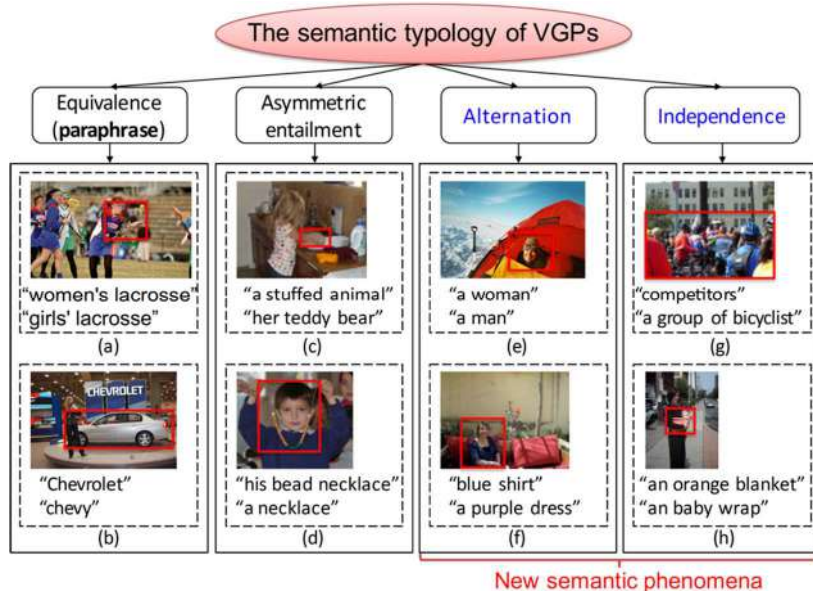 The semantic typology of VGPs
Equivalence
(paraphrase)
Asymmetric
entailment
Alternation
Independence
"women's lacrosse"
"girls' lacrosse"
(a)
CHEVROLET
"Chevrolet"
"chevy"
(b)
"a stuffed animal"
"her teddy bear"
(c)
"his bead necklace"
"a necklace"
(d)
"a woman"
"a man"
(e)
"blue shirt"
"a purple dress"
(f)
"competitors"
"a group of bicyclist"
(g)
"an orange blanket"
"an baby wrap"
(h)
New semantic phenomena